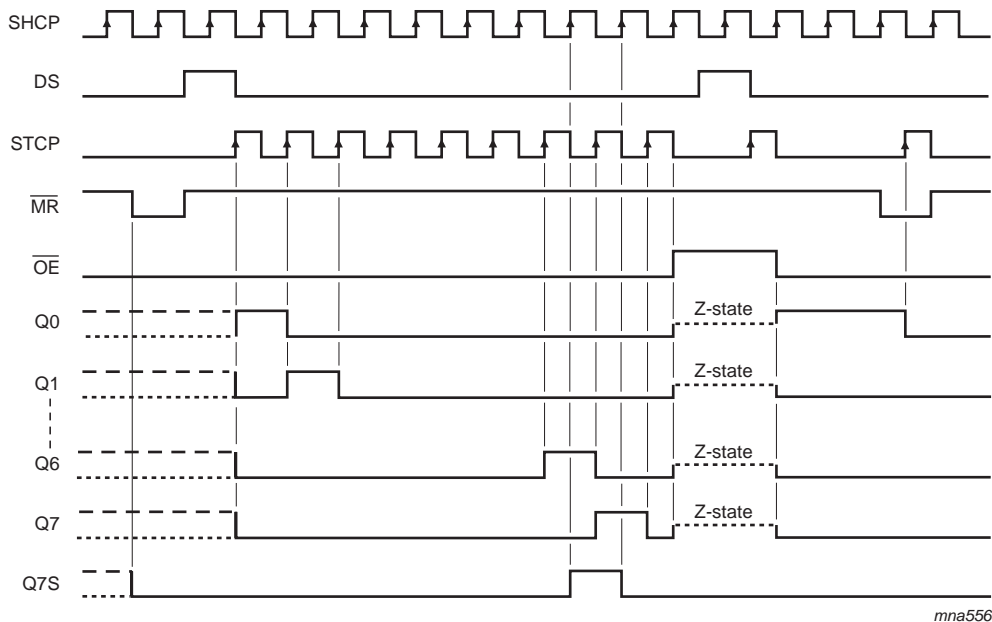 SHCP
DS
STCP
MR
OE
Q0
Z-state
Q1
Z-state
Q6
Z-state
Q7
Z-state
Q7S
mna556